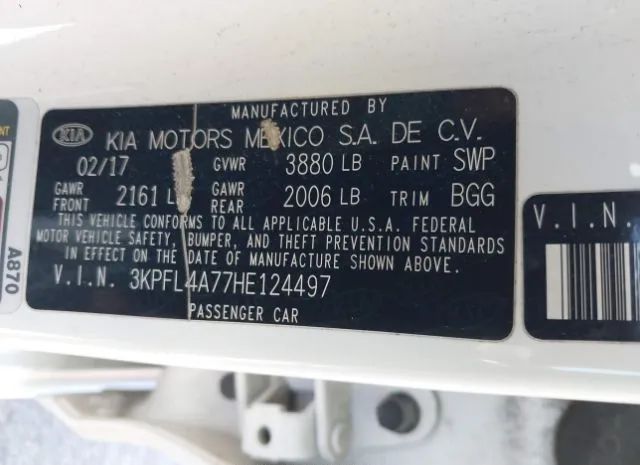 MANUFACTURED BY
KIA KIA MOTORS MEXICO S.A. DE C.V.
02/17 GVWR 3880 LB PAINT SWP
GAWR FRONT 2161 LB GAWR REAR 2006 LB TRIM BGG
THIS VEHICLE CONFORMS TO ALL APPLICABLE U.S.A. FEDERAL
MOTOR VEHICLE SAFETY, BUMPER, AND THEFT PREVENTION STANDARDS
IN EFFECT ON THE DATE OF MANUFACTURE SHOWN ABOVE.
V.I.N. 3KPFL4A77HE124497
PASSENGER CAR
V.I.N.
A870